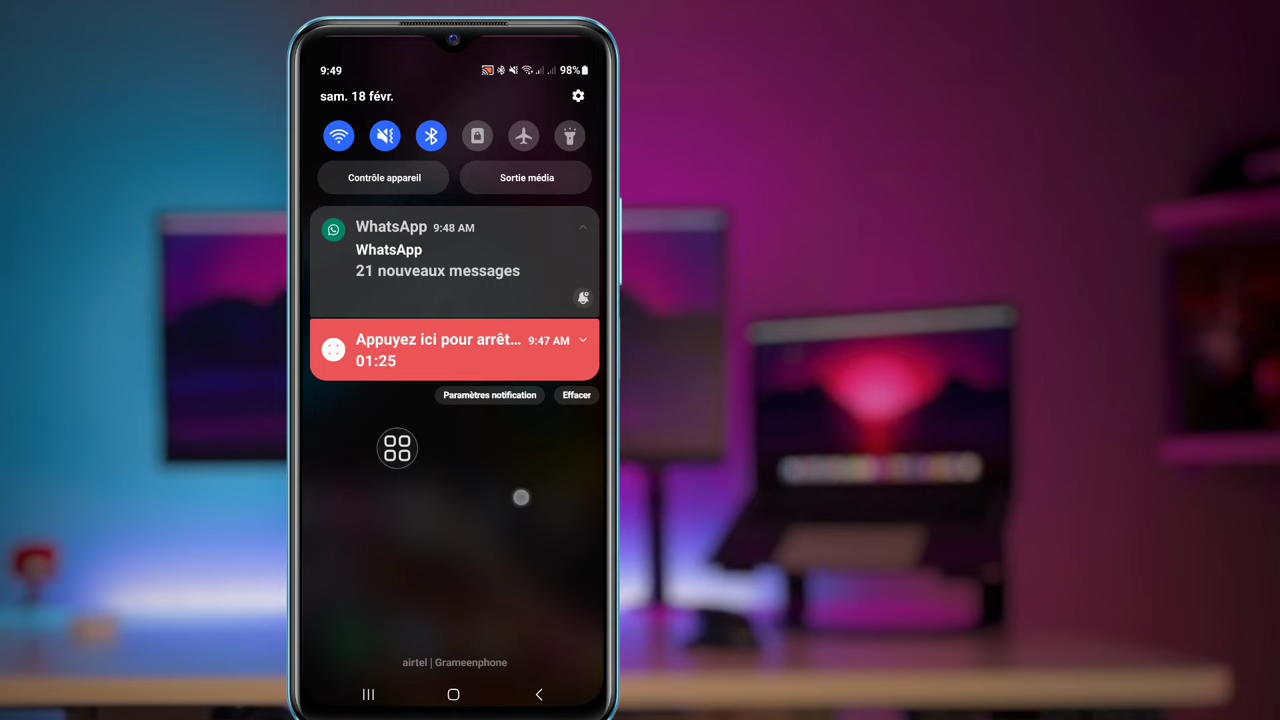 9:49
98%
sam. 18 févr.
Contrôle appareil
Sortie média
WhatsApp 9:48 AM
WhatsApp
21 nouveaux messages
Appuyez ici pour arrêt... 9:47 AM
01:25
Paramètres notification
Effacer
airtel | Grameenphone